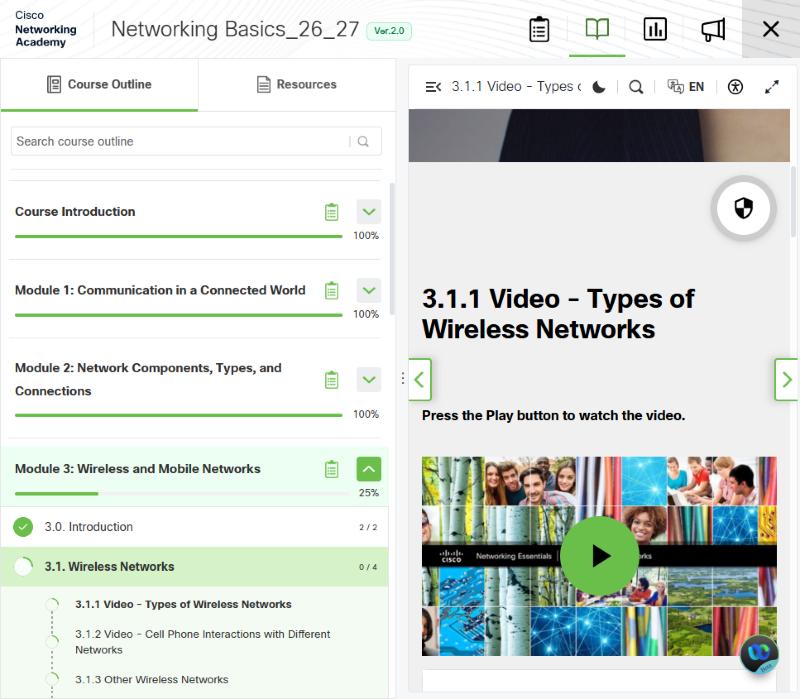 Cisco
Networking
Academy
Networking Basics_26_27
Ver.2.0
Course Outline
Resources
Search course outline
Course Introduction
100%
Module 1: Communication in a Connected World
100%
Module 2: Network Components, Types, and
Connections
100%
Module 3: Wireless and Mobile Networks
25%
3.0. Introduction
2 / 2
3.1. Wireless Networks
0 / 4
3.1.1 Video - Types of Wireless Networks
3.1.2 Video - Cell Phone Interactions with Different
Networks
3.1.3 Other Wireless Networks
3.1.1 Video - Types
EN
3.1.1 Video - Types of
Wireless Networks
Press the Play button to watch the video.
CISCO
Networking Essentials
Beta